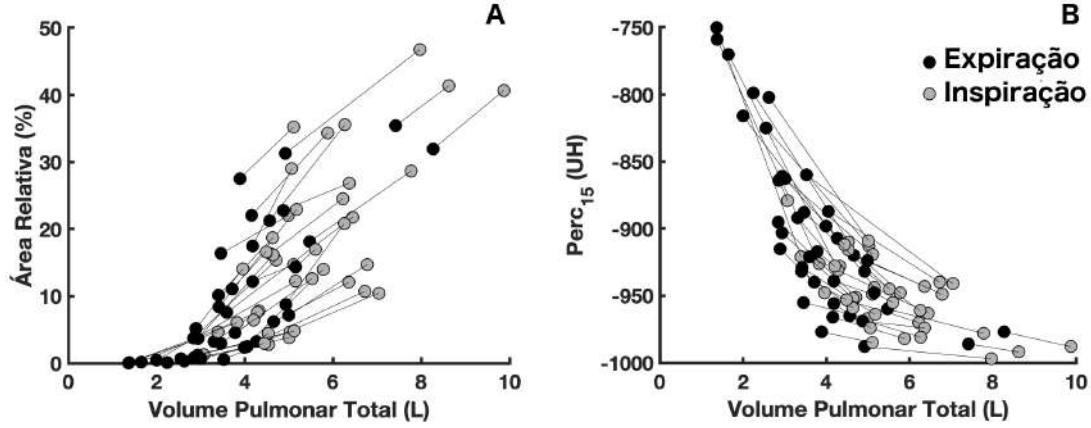 A
50
40
30
20
10
0
Área Relativa (%)
0 2 4 6 8 10
Volume Pulmonar Total (L)
B
-750
-800
-850
-900
-950
-1000
Perc15 (UH)
0 2 4 6 8 10
Volume Pulmonar Total (L)
Expiração
Inspiração